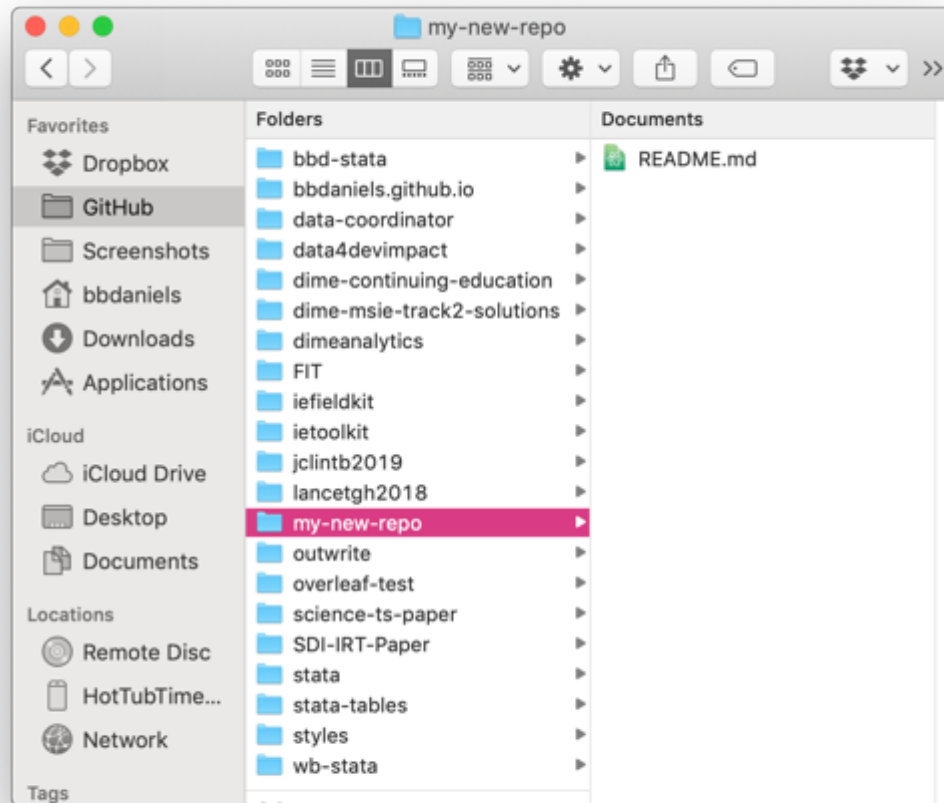 my-new-repo
Favorites
Dropbox
GitHub
Screenshots
bbdaniels
Downloads
Applications
iCloud
iCloud Drive
Desktop
Documents
Locations
Remote Disc
HotTubTime...
Network
Tags
Folders
bbd-stata
bbdaniels.github.io
data-coordinator
data4devimpact
dime-continuing-education
dime-msie-track2-solutions
dimeanalytics
FIT
iefieldkit
ietoolkit
jclintb2019
lancetgh2018
my-new-repo
outwrite
overleaf-test
science-ts-paper
SDI-IRT-Paper
stata
stata-tables
styles
wb-stata
Documents
README.md